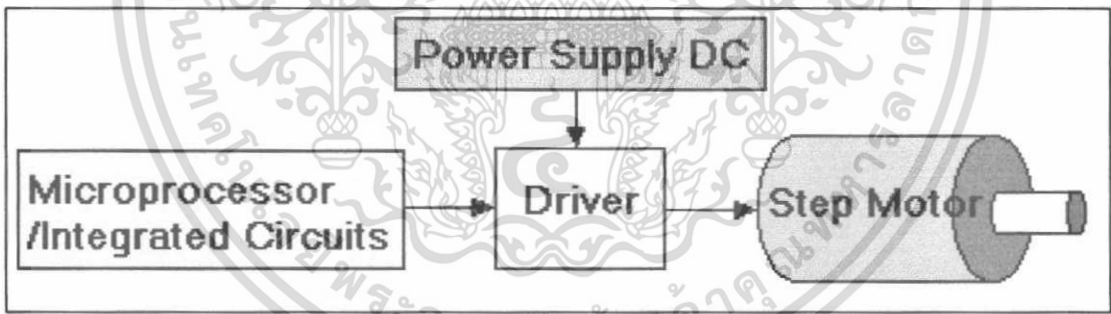 Power Supply DC
Microprocessor
/Integrated Circuits
Driver
Step Motor